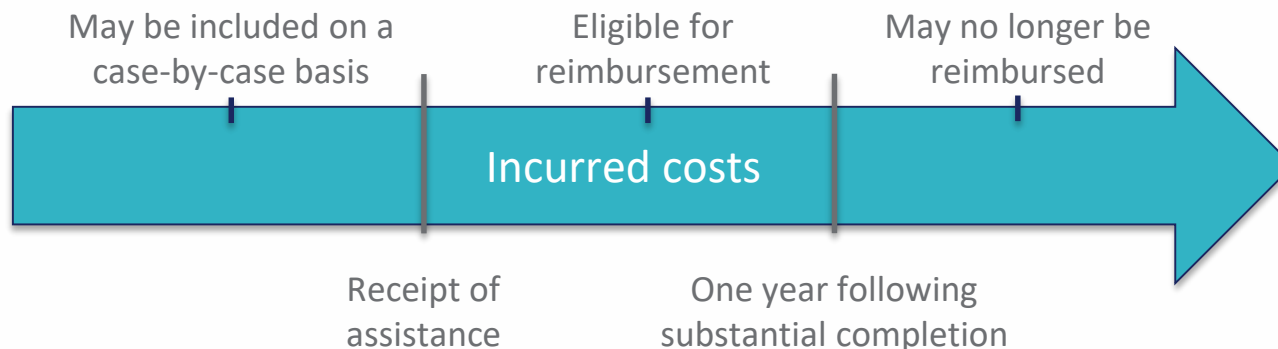 May be included on a
case-by-case basis
Eligible for
reimbursement
May no longer be
reimbursed
Incurred costs
Receipt of
assistance
One year following
substantial completion